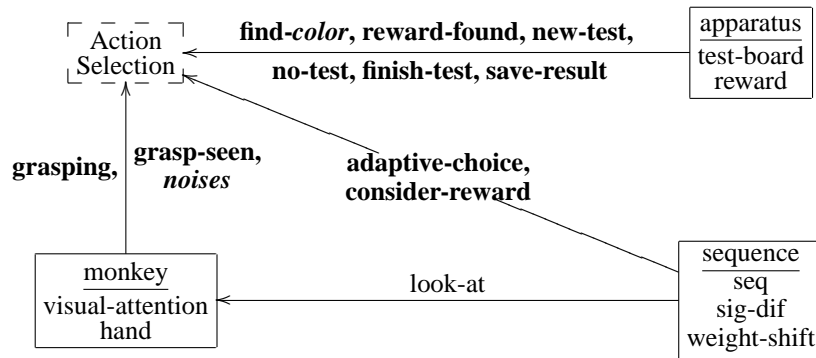 Action
Selection
find-color, reward-found, new-test,
no-test, finish-test, save-result
apparatus
test-board
reward
grasping,
grasp-seen,
noises
adaptive-choice,
consider-reward
monkey
visual-attention
hand
look-at
sequence
seq
sig-dif
weight-shift